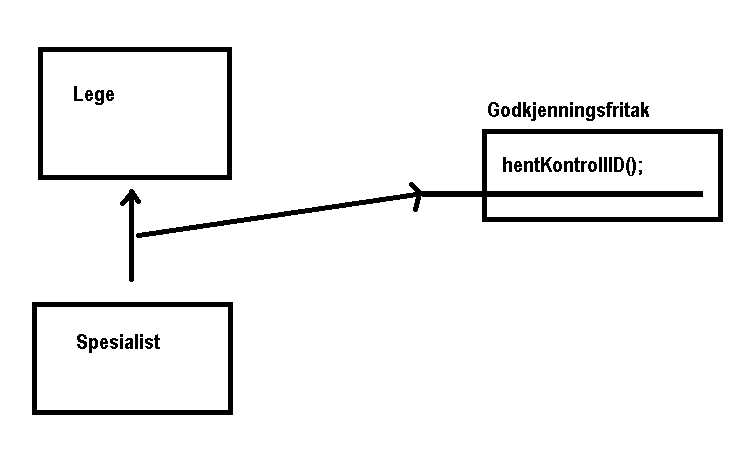 Lege
Godkjenningsfritak
hentKontrollID();
Spesialist